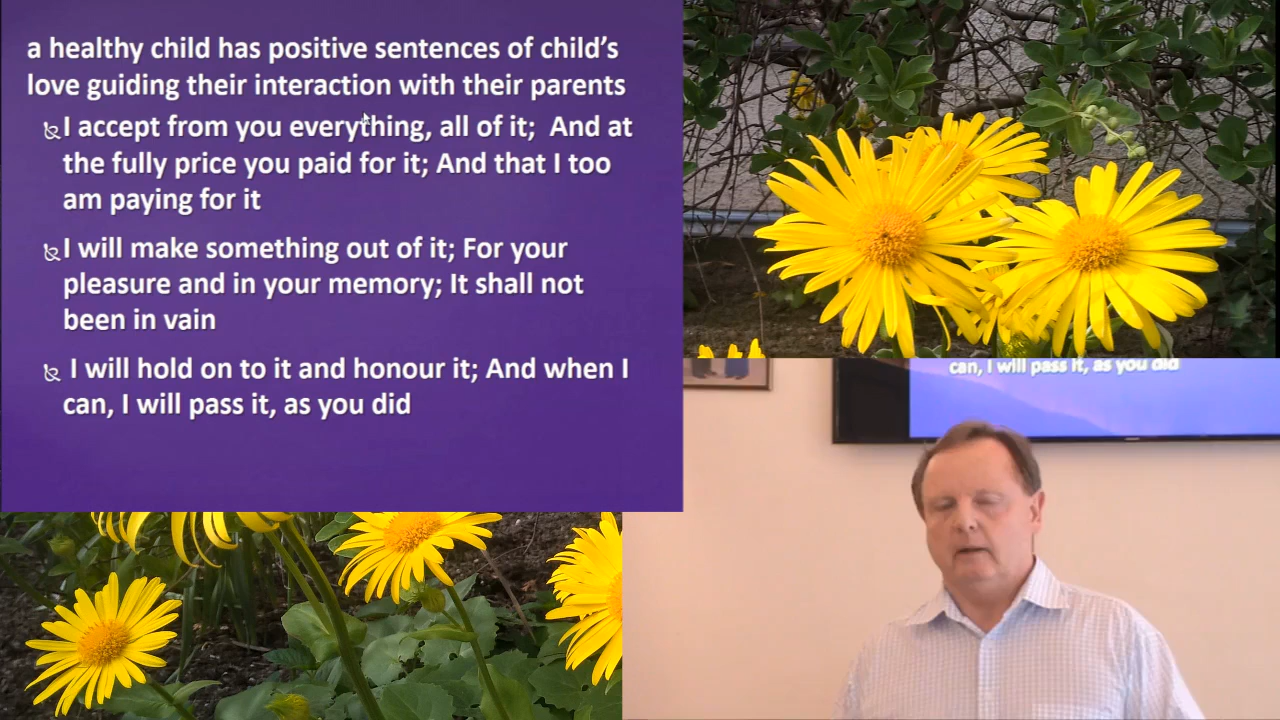 a healthy child has positive sentences of child's
love guiding their interaction with their parents
I accept from you everything, all of it;  And at
the fully price you paid for it; And that I too
am paying for it
I will make something out of it; For your
pleasure and in your memory; It shall not
been in vain
I will hold on to it and honour it; And when I
can, I will pass it, as you did
can, I will pass it, as you did